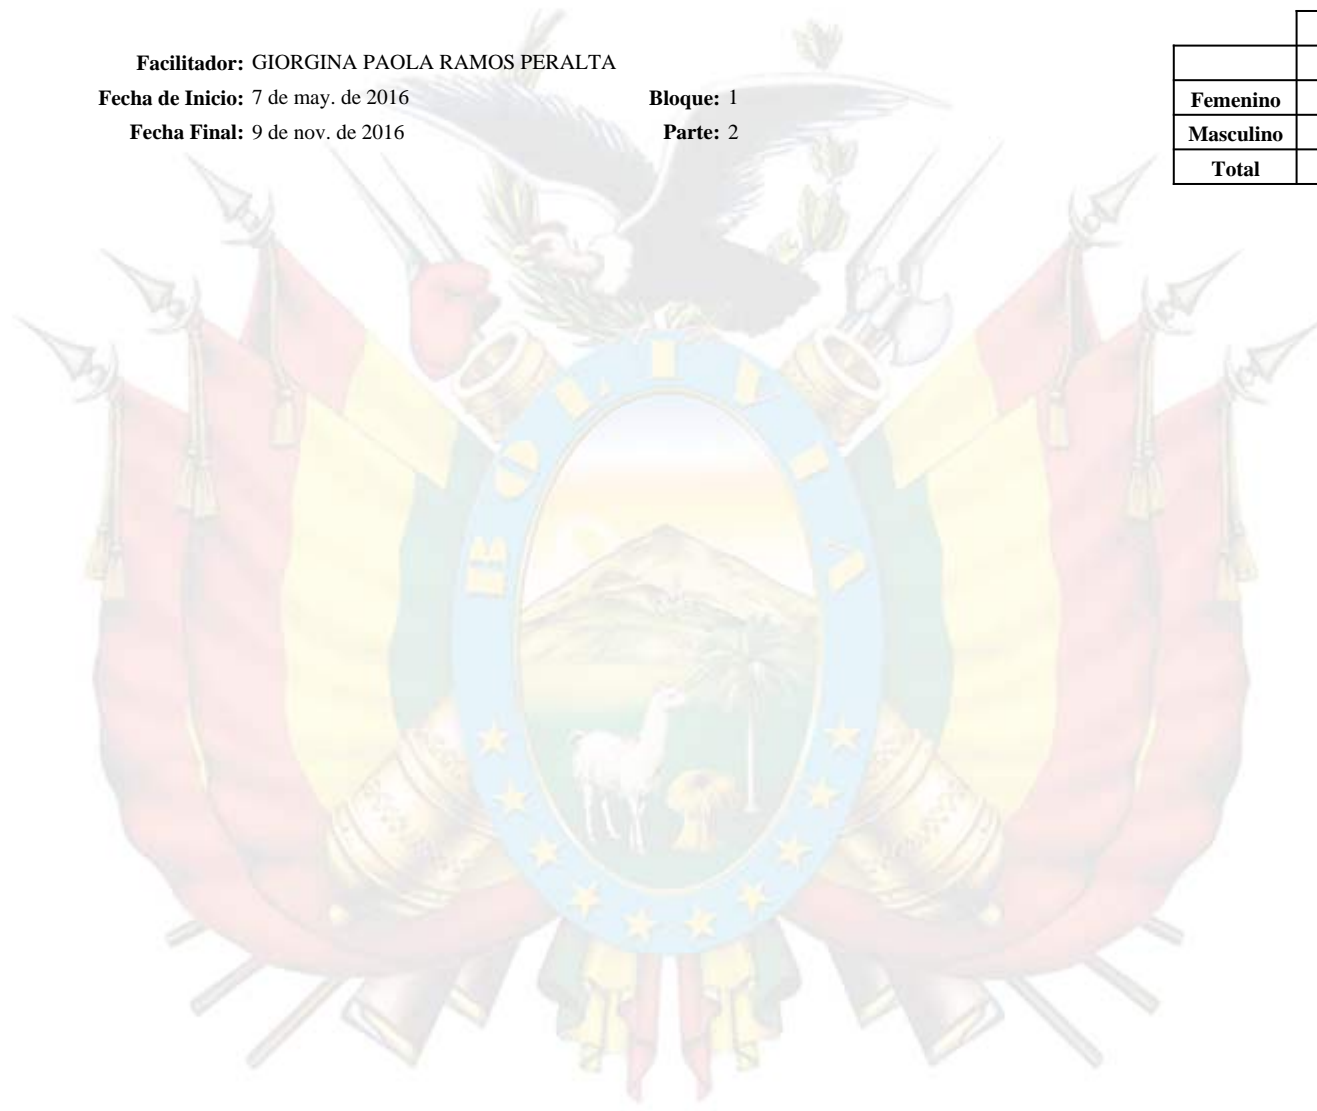 Facilitador: GIORGINA PAOLA RAMOS PERALTA
Fecha de Inicio: 7 de may. de 2016 Bloque: 1
Fecha Final: 9 de nov. de 2016 Parte: 2
Femenino
Masculino
Total
BOLIVIA